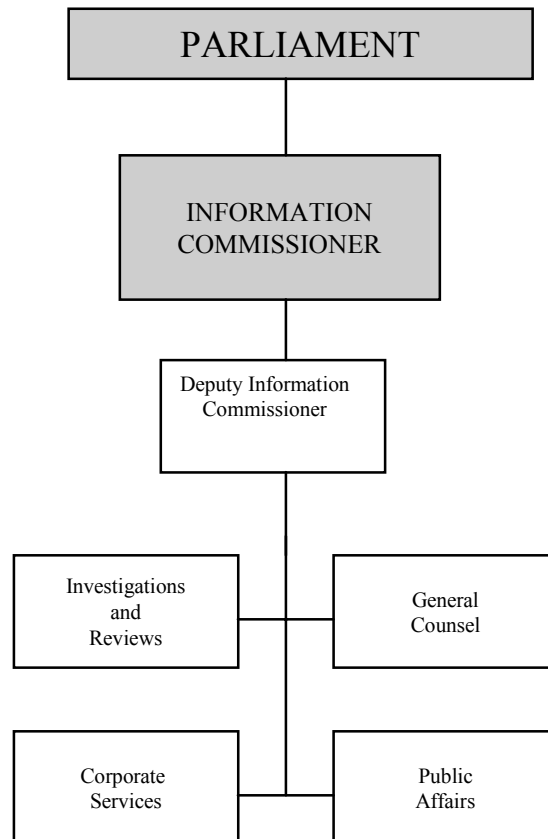 PARLIAMENT
INFORMATION
COMMISSIONER
Deputy Information
Commissioner
Investigations
and
Reviews
General
Counsel
Corporate
Services
Public
Affairs